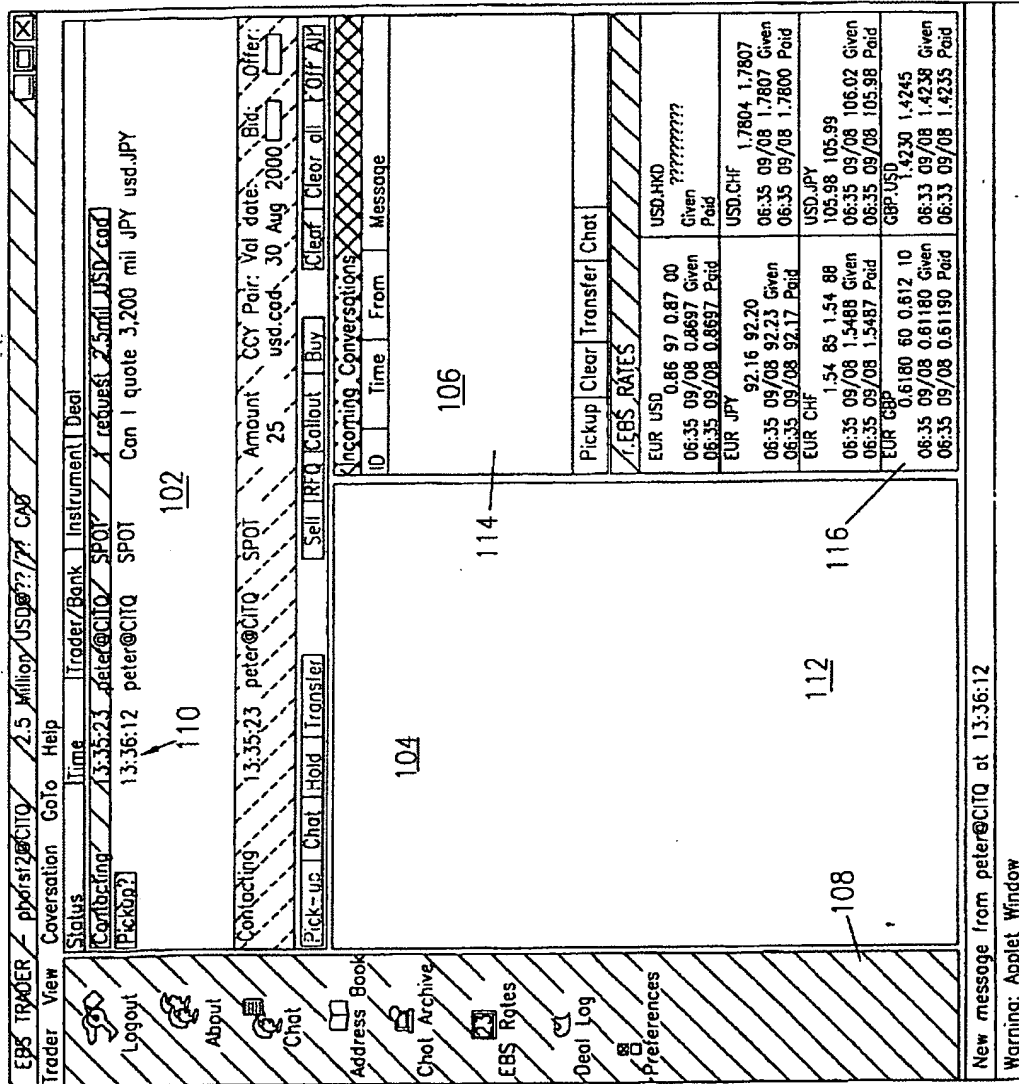 EBS TRADER - phorsf2@CITQ 2.5 Million USD@??/?? CAD
Trader View Coversation GoTo Help
Logout
About
Chat
Address Book
Chat Archive
EBS Rates
Deal Log
Preferences
108
Status Time Trader/Bank Instrument Deal
Contacting 13:35:23 peter@CITQ SPOT I request 2.5mil USD/cad
Pickup? 13:36:12 peter@CITQ SPOT Can I quote 3,200 mil JPY usd.JPY
110
102
Contacting 13:35:23 peter@CITQ SPOT Amount 25 CCY Pair: usd.cad Val date: 30 Aug 2000 Bid: Offer:
Pick-up Chat Hold Transfer Sell RFQ Callout Buy Clear Clear all Off All
104
112
Incoming Conversations
ID Time From Message
106
114
Pickup Clear Transfer Chat
1.EBS RATES
EUR USD
0.86 97 0.87 00
06:35 09/08 0.8697 Given
06:35 09/08 0.8697 Paid
USD.HKD
??????????
Given
Paid
EUR JPY
92.16 92.20
06:35 09/08 92.23 Given
06:35 09/08 92.17 Paid
USD.CHF
1.7804 1.7807
06:35 09/08 1.7807 Given
06:35 09/08 1.7800 Paid
EUR CHF
1.54 85 1.54 88
06:35 09/08 1.5488 Given
06:35 09/08 1.5487 Paid
USD.JPY
105.98 105.99
06:35 09/08 106.02 Given
06:35 09/08 105.98 Paid
EUR GBP
0.6180 60 0.612 10
06:35 09/08 0.61180 Given
06:35 09/08 0.61190 Paid
GBP.USD
1.4230 1.4245
06:33 09/08 1.4238 Given
06:33 09/08 1.4235 Paid
116
New message from peter@CITQ at 13:36:12
Warning: Applet Window